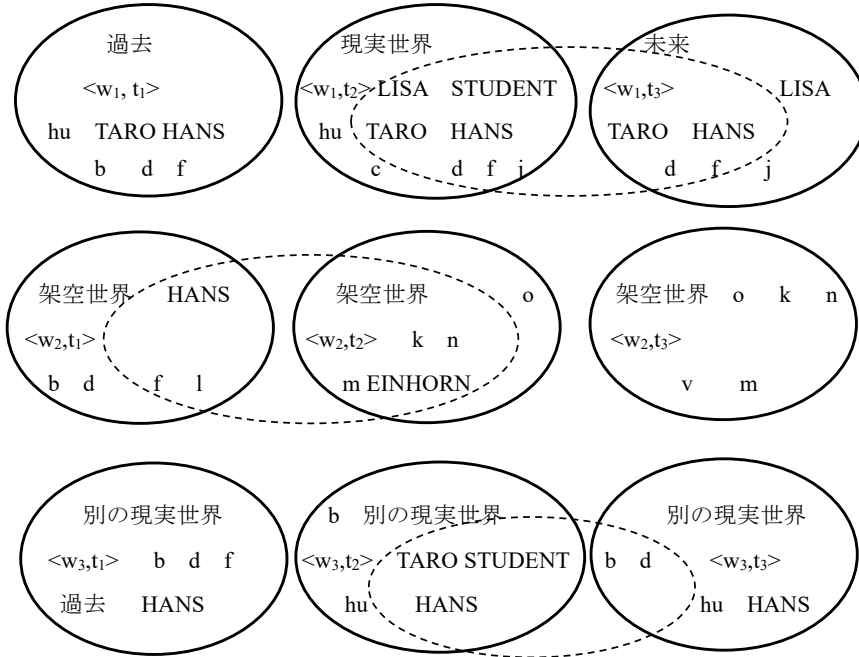 過去
<w₁, t₁>
hu TARO HANS
b d f
現実世界
<w₁,t₂> LISA STUDENT
hu TARO HANS
c d f j
未来
<w₁,t₃> LISA
TARO HANS
d f j
架空世界 HANS
<w₂,t₁>
b d f l
架空世界 o
<w₂,t₂> k n
m EINHORN
架空世界 o k n
<w₂,t₃>
v m
別の現実世界
<w₃,t₁> b d f
過去 HANS
b 別の現実世界
<w₃,t₂> TARO STUDENT
hu HANS
別の現実世界
b d <w₃,t₃>
hu HANS